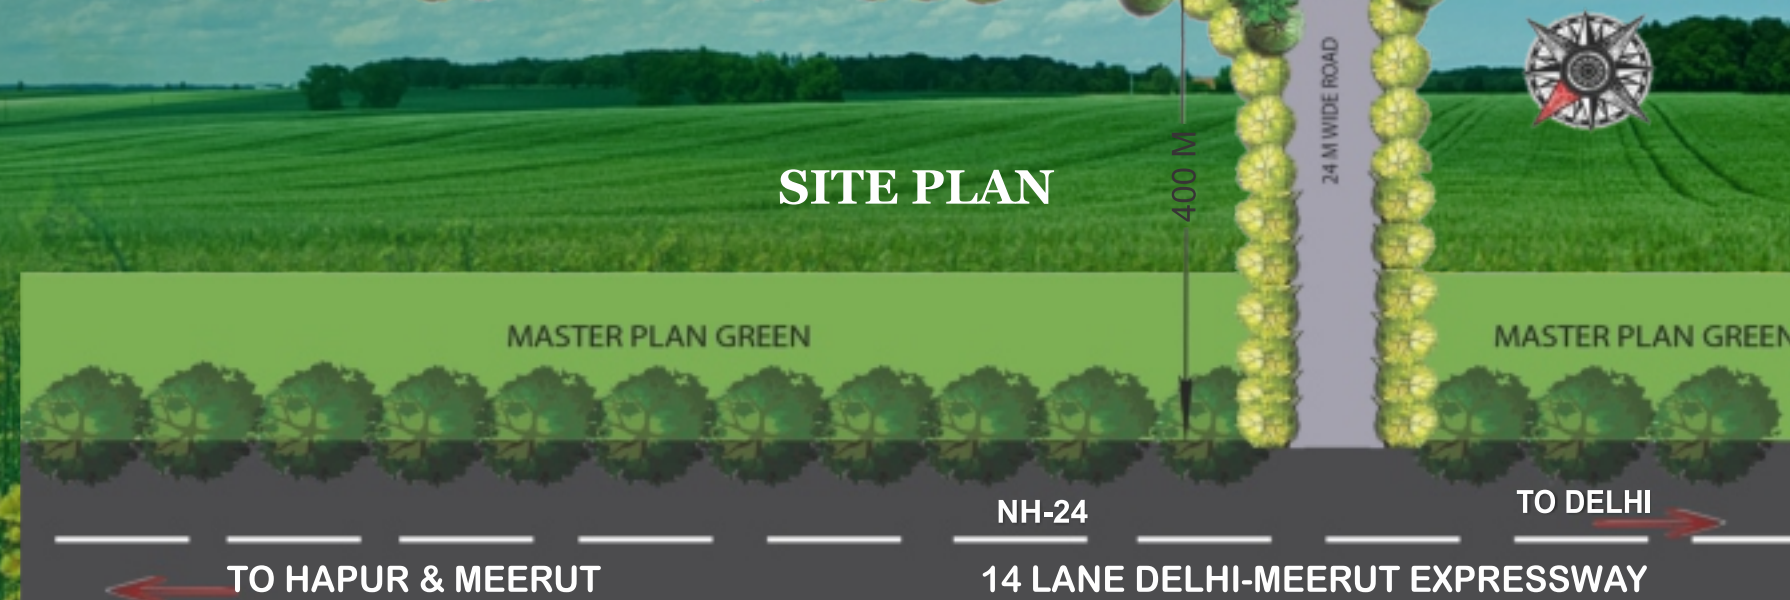 24 M WIDE ROAD
400 M
SITE PLAN
MASTER PLAN GREEN
MASTER PLAN GREEN
NH-24
TO DELHI
TO HAPUR & MEERUT
14 LANE DELHI-MEERUT EXPRESSWAY